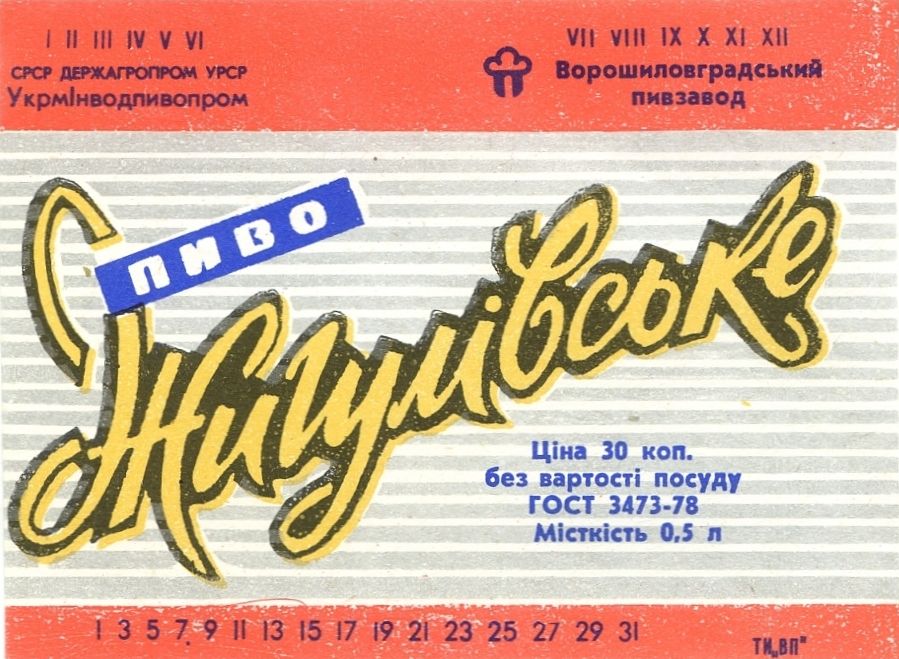 I II III IV V VI
СРСР ДЕРЖАГРОПРОМ УРСР
УкрмІнводпивопром
VII VIII IX X XI XII
Ворошиловградський
пивзавод
ПИВО
Жигулівське
Ціна 30 коп.
без вартості посуду
ГОСТ 3473-78
Місткість 0,5 л
1 3 5 7 9 11 13 15 17 19 21 23 25 27 29 31
ТИ„ВП"